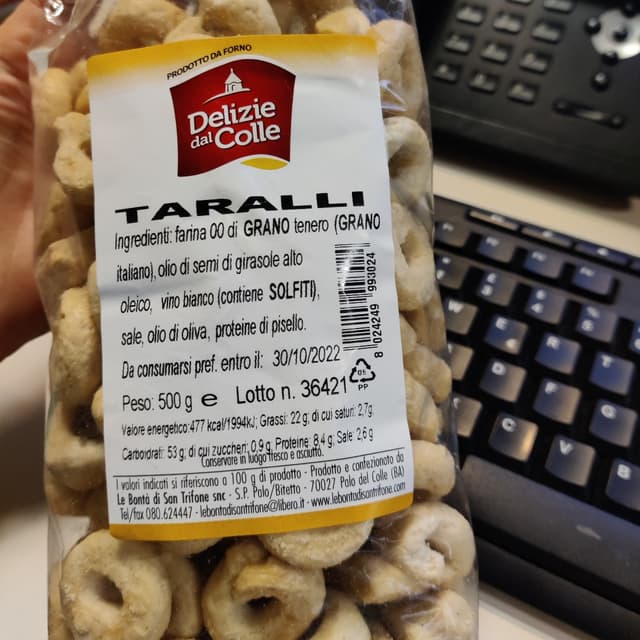 PRODOTTO DA FORNO
Delizie
dal Colle
TARALLI
Ingredienti: farina 00 di GRANO tenero (GRANO
italiano), olio di semi di girasole alto
oleico, vino bianco (contiene SOLFITI),
sale, olio di oliva, proteine di pisello.
Da consumarsi pref. entro il: 30/10/2022
Peso: 500 g e Lotto n. 36421
Valore energetico:477 kcal/1994kJ; Grassi: 22 g; di cui saturi: 2,7g;
Carboidrati: 53 g; di cui zuccheri: 0,9 g; Proteine: 8,4 g; Sale 2,6 g
Conservare in luogo fresco e asciutto.
I valori indicati si riferiscono a 100 g di prodotto - Prodotto e confezionato da
Le Bontà di San Trifone snc - S.P. Palo/Bitetto - 70027 Palo del Colle (BA)
Tel/fax 080.624447 - lebontadisantrifone@libero.it - www.lebontadisantrifone.com
8 024249 993024
05
PP
W E R T
D F G
C V B